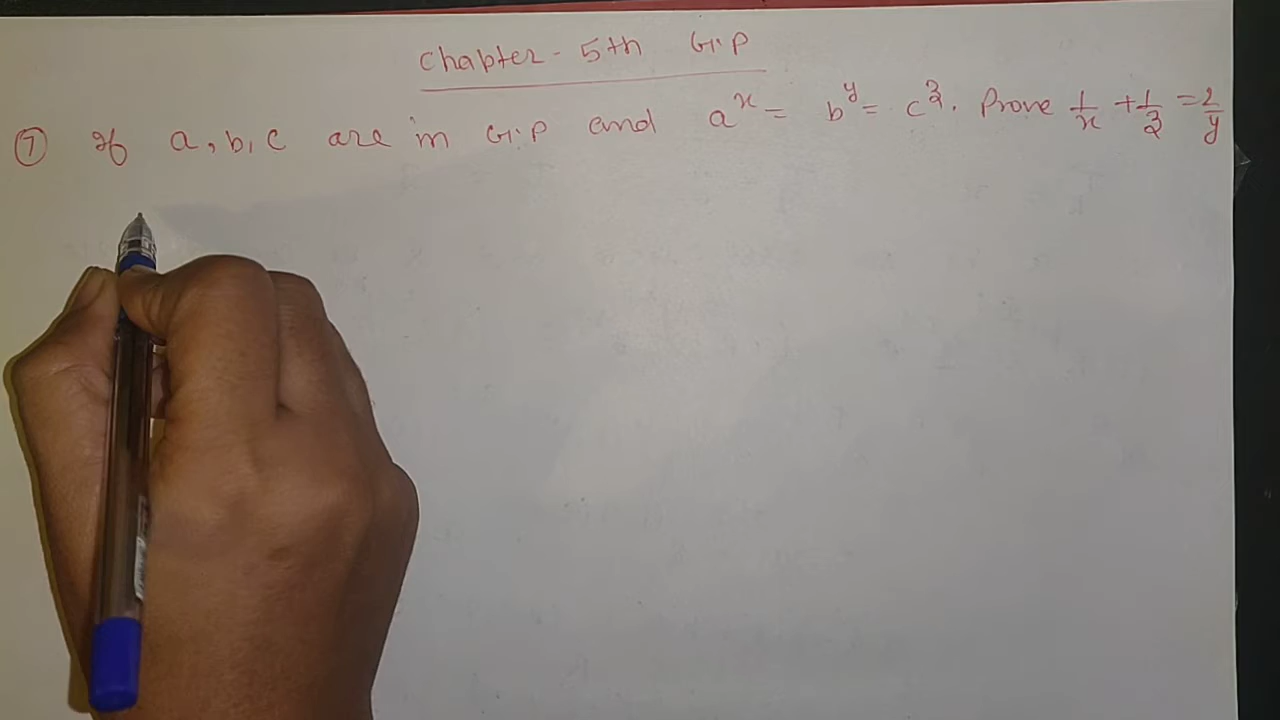 Chapter - 5th G.P
⑦ If a, b, c are in G.P and a^x = b^y = c^z. Prove 1/x + 1/z = 2/y